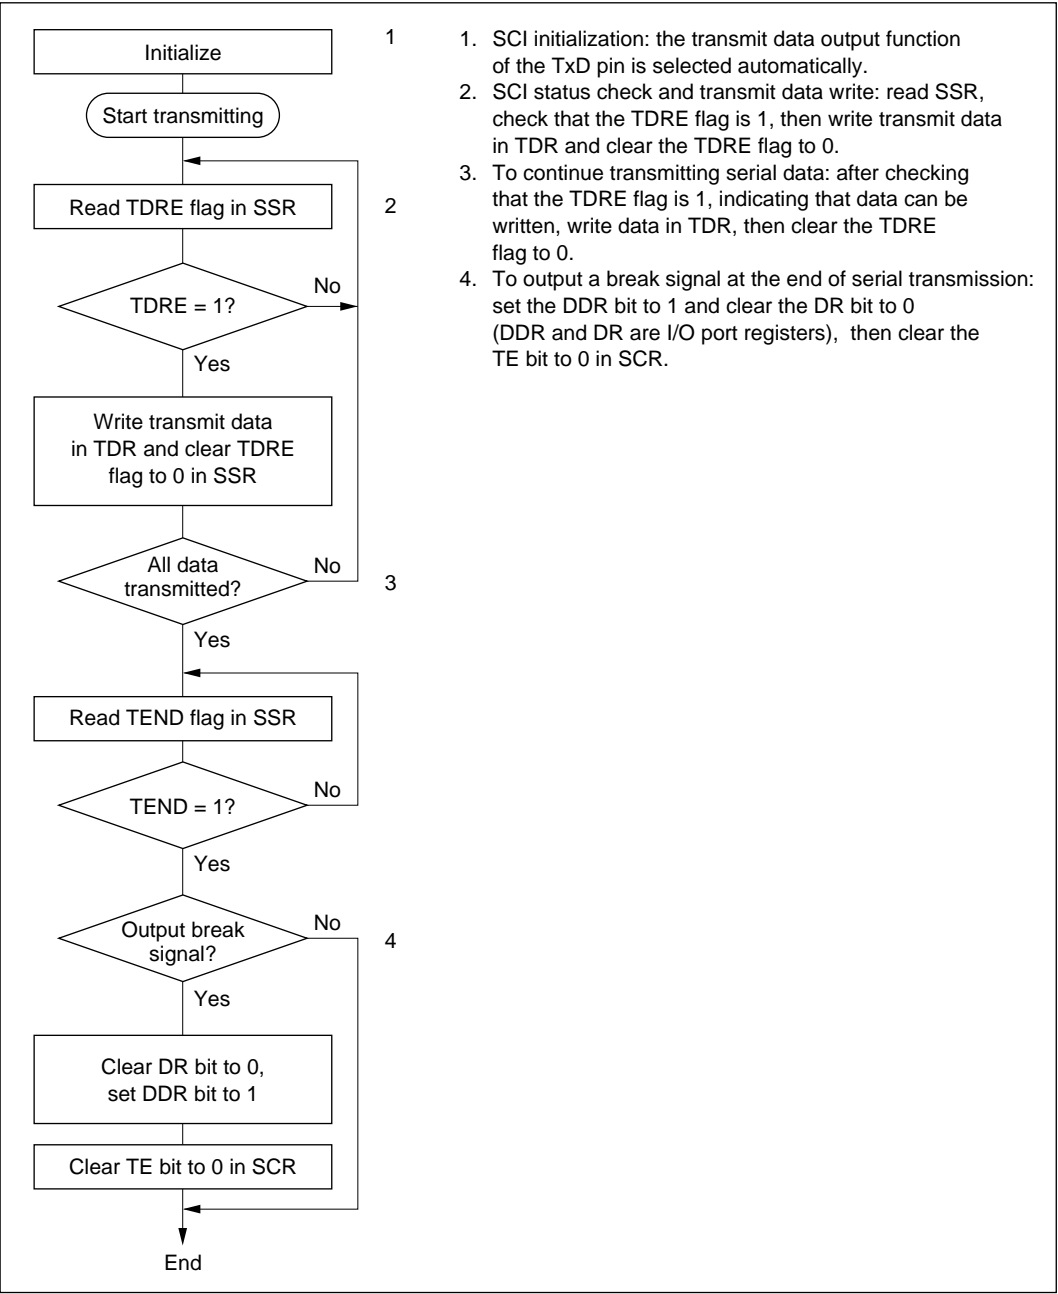 Initialize
1
Start transmitting
Read TDRE flag in SSR
2
TDRE = 1?
No
Yes
Write transmit data
in TDR and clear TDRE
flag to 0 in SSR
All data
transmitted?
No
3
Yes
Read TEND flag in SSR
TEND = 1?
No
Yes
Output break
signal?
No
4
Yes
Clear DR bit to 0,
set DDR bit to 1
Clear TE bit to 0 in SCR
End
1. SCI initialization: the transmit data output function
of the TxD pin is selected automatically.
2. SCI status check and transmit data write: read SSR,
check that the TDRE flag is 1, then write transmit data
in TDR and clear the TDRE flag to 0.
3. To continue transmitting serial data: after checking
that the TDRE flag is 1, indicating that data can be
written, write data in TDR, then clear the TDRE
flag to 0.
4. To output a break signal at the end of serial transmission:
set the DDR bit to 1 and clear the DR bit to 0
(DDR and DR are I/O port registers), then clear the
TE bit to 0 in SCR.